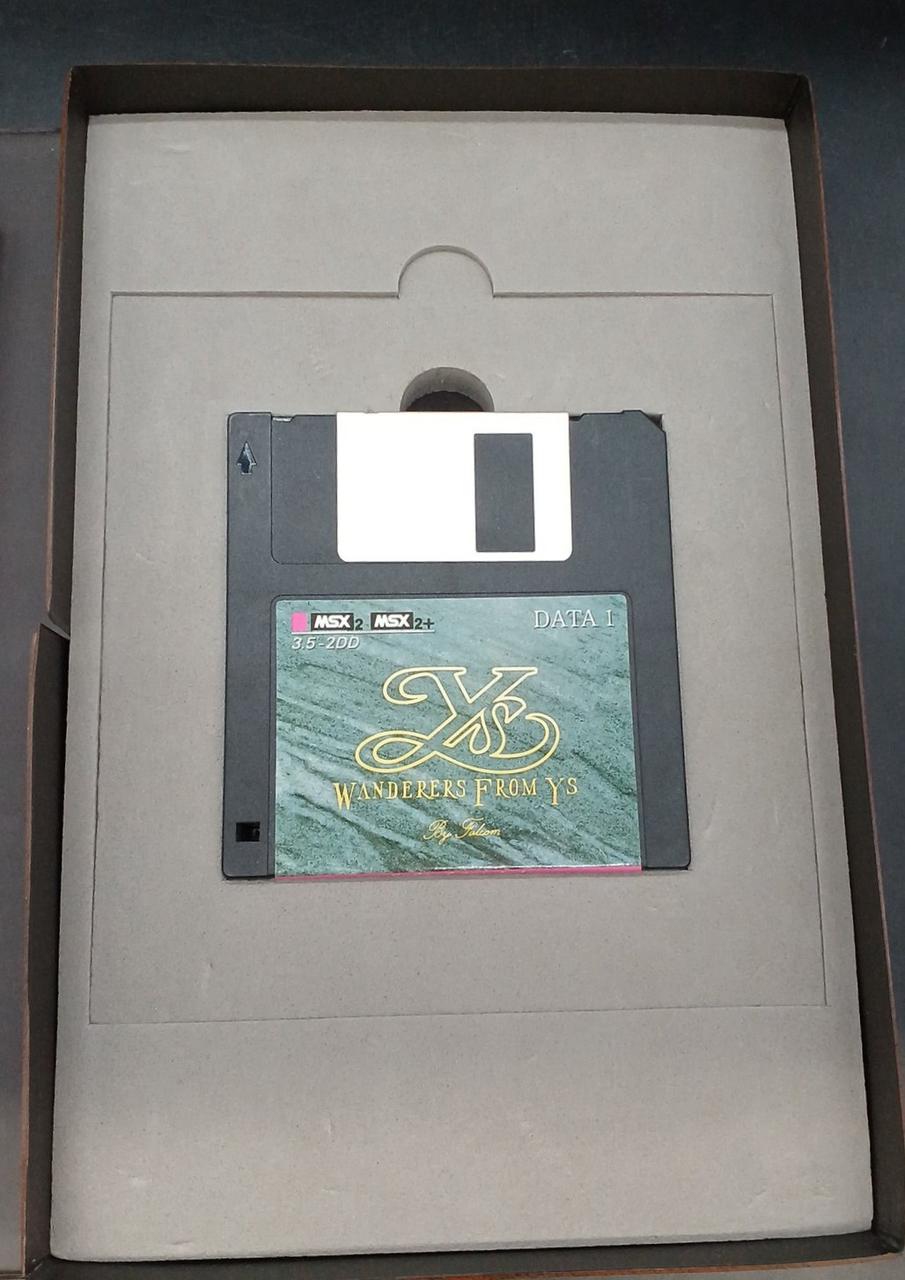 MSX2 MSX2+
DATA 1
3.5"-2DD
Ys
WANDERERS FROM YS
By Falcom